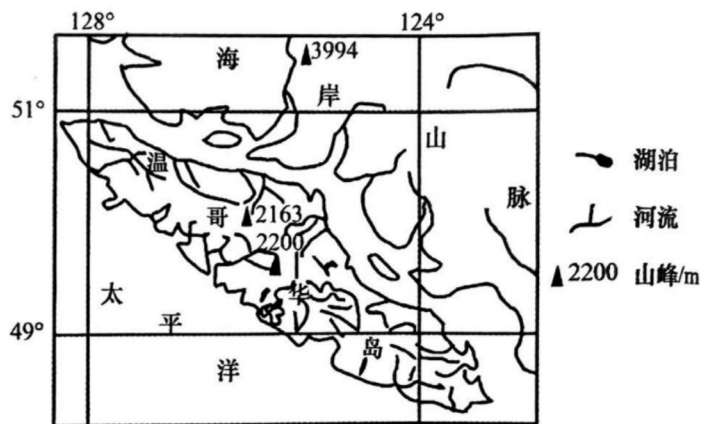 128° 124°
海 ▲3994
51° 岸
温 山
湖泊
哥 ▲2163 脉
河流
2200
▲2200 山峰/m
太 华
49° 平 岛
洋